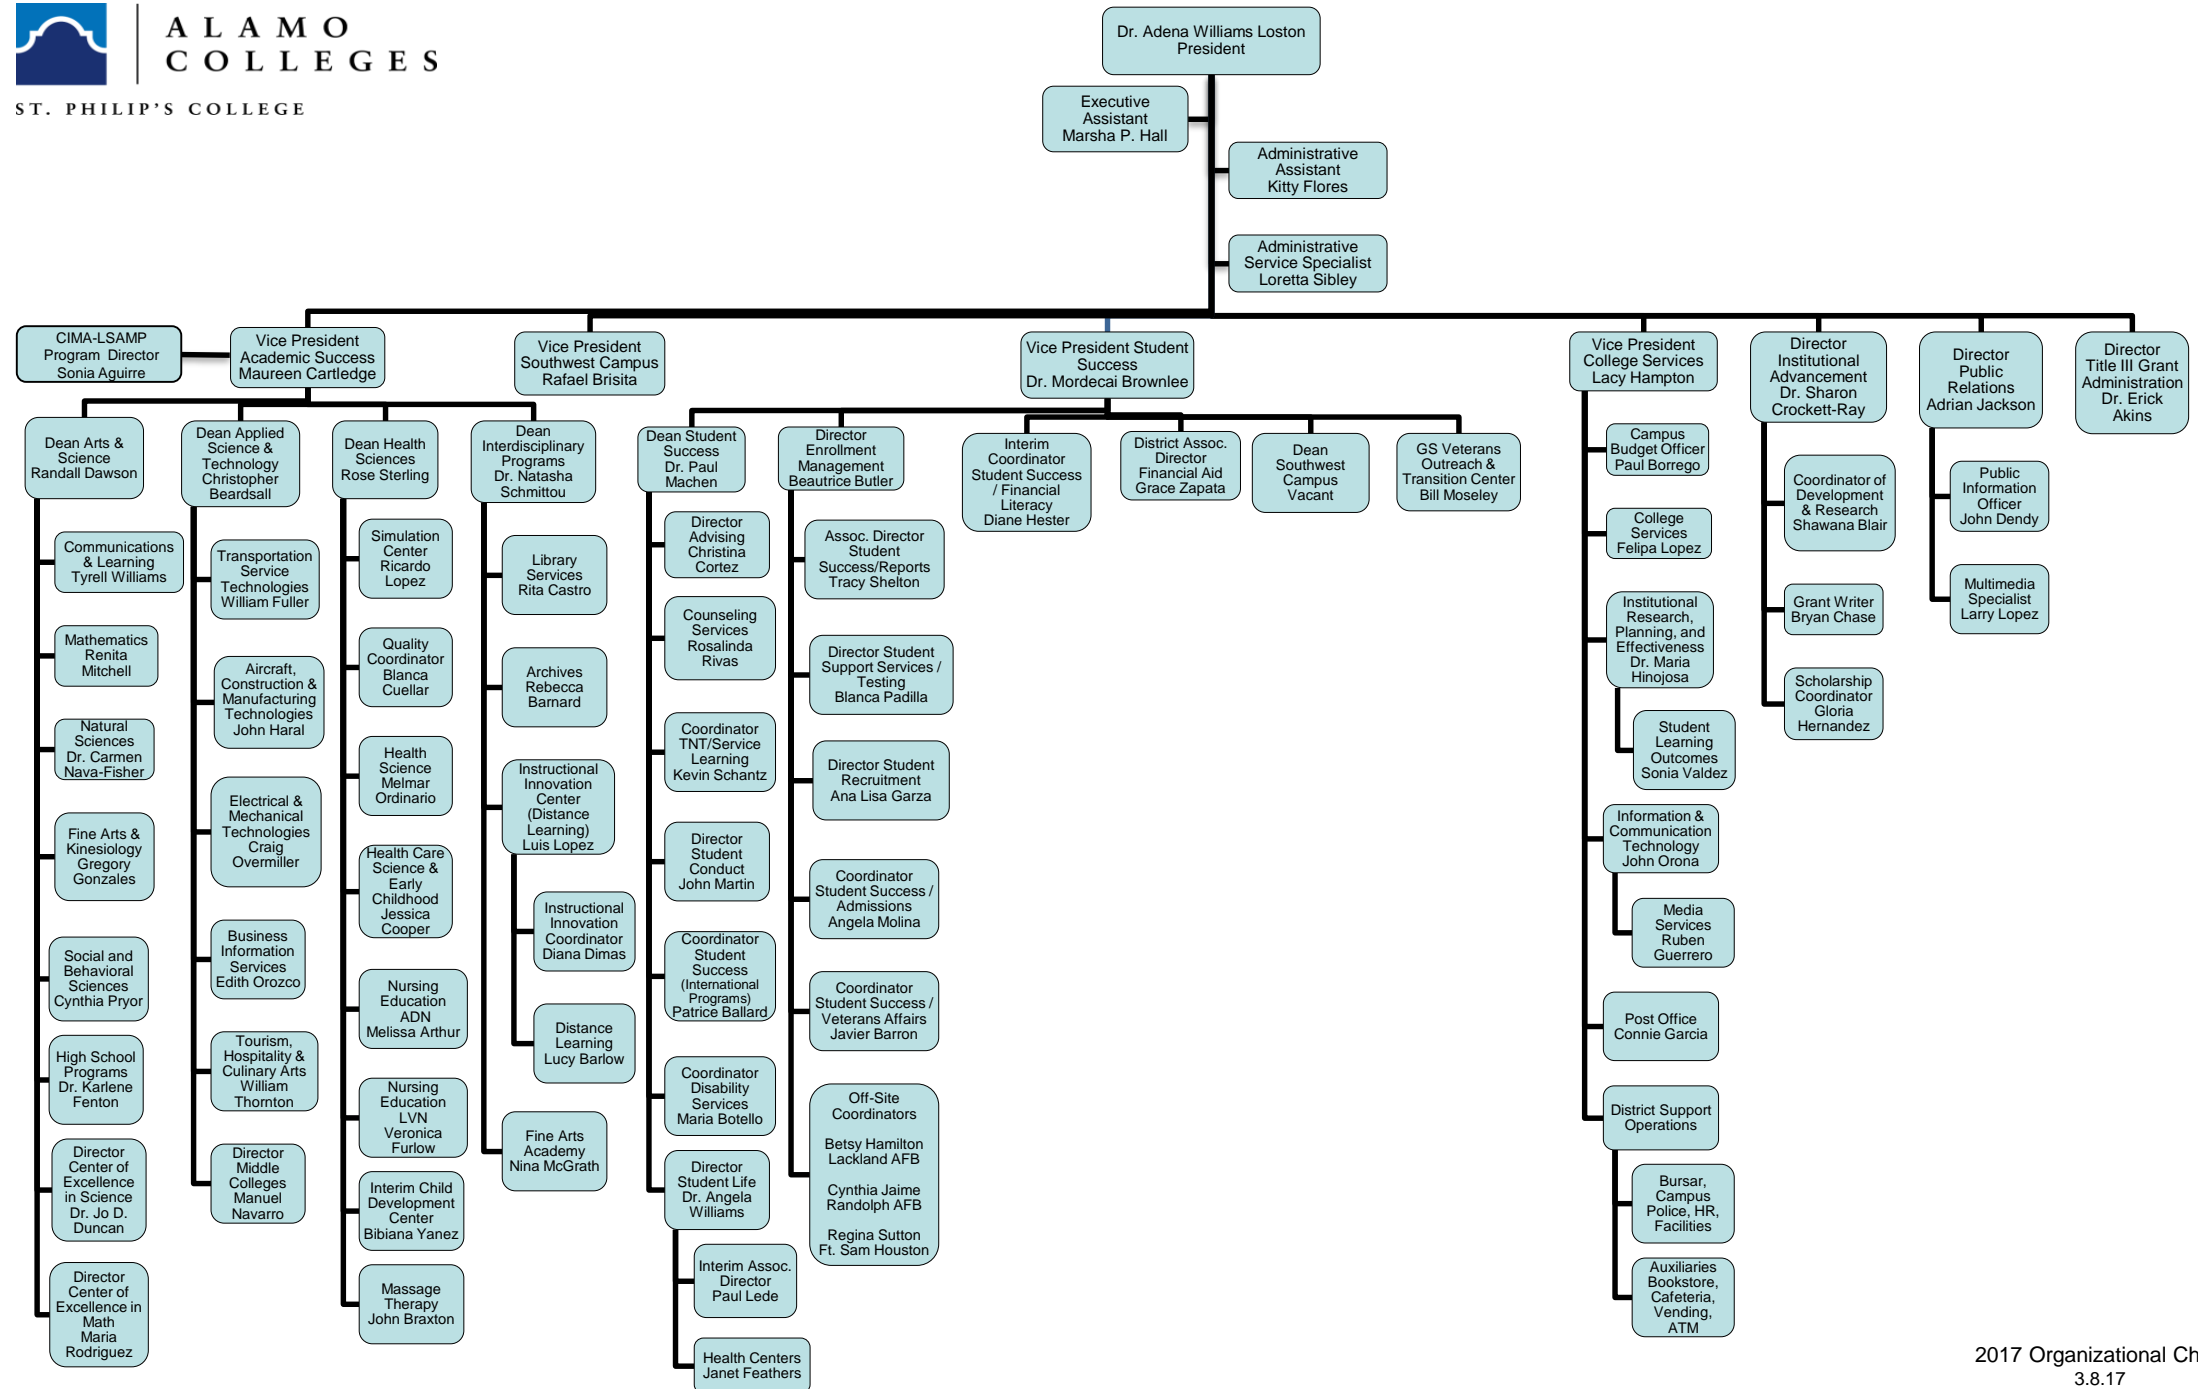 ALAMO
COLLEGES
ST. PHILIP'S COLLEGE
Dr. Adena Williams Loston
President
Executive
Assistant
Marsha P. Hall
Administrative
Assistant
Kitty Flores
Administrative
Service Specialist
Loretta Sibley
CIMA-LSAMP
Program Director
Sonia Aguirre
Vice President
Academic Success
Maureen Cartledge
Vice President
Southwest Campus
Rafael Brisita
Vice President Student
Success
Dr. Mordecai Brownlee
Vice President
College Services
Lacy Hampton
Director
Institutional
Advancement
Dr. Sharon
Crockett-Ray
Director
Public
Relations
Adrian Jackson
Director
Title III Grant
Administration
Dr. Erick
Akins
Dean Arts &
Science
Randall Dawson
Dean Applied
Science &
Technology
Christopher
Beardsall
Dean Health
Sciences
Rose Sterling
Dean
Interdisciplinary
Programs
Dr. Natasha
Schmittou
Dean Student
Success
Dr. Paul
Machen
Director
Enrollment
Management
Beautrice Butler
Interim
Coordinator
Student Success
/ Financial
Literacy
Diane Hester
District Assoc.
Director
Financial Aid
Grace Zapata
Dean
Southwest
Campus
Vacant
GS Veterans
Outreach &
Transition Center
Bill Moseley
Communications
& Learning
Tyrell Williams
Mathematics
Renita
Mitchell
Natural
Sciences
Dr. Carmen
Nava-Fisher
Fine Arts &
Kinesiology
Gregory
Gonzales
Social and
Behavioral
Sciences
Cynthia Pryor
High School
Programs
Dr. Karlene
Fenton
Director
Center of
Excellence
in Science
Dr. Jo D.
Duncan
Director
Center of
Excellence in
Math
Maria
Rodriguez
Transportation
Service
Technologies
William Fuller
Aircraft,
Construction &
Manufacturing
Technologies
John Haral
Electrical &
Mechanical
Technologies
Craig
Overmiller
Business
Information
Services
Edith Orozco
Tourism,
Hospitality &
Culinary Arts
William
Thornton
Director
Middle
Colleges
Manuel
Navarro
Simulation
Center
Ricardo
Lopez
Quality
Coordinator
Blanca
Cuellar
Health
Science
Melmar
Ordinario
Health Care
Science &
Early
Childhood
Jessica
Cooper
Nursing
Education
ADN
Melissa Arthur
Nursing
Education
LVN
Veronica
Furlow
Interim Child
Development
Center
Bibiana Yanez
Massage
Therapy
John Braxton
Library
Services
Rita Castro
Archives
Rebecca
Barnard
Instructional
Innovation
Center
(Distance
Learning)
Luis Lopez
Instructional
Innovation
Coordinator
Diana Dimas
Distance
Learning
Lucy Barlow
Fine Arts
Academy
Nina McGrath
Director
Advising
Christina
Cortez
Counseling
Services
Rosalinda
Rivas
Coordinator
TNT/Service
Learning
Kevin Schantz
Director
Student
Conduct
John Martin
Coordinator
Student
Success
(International
Programs)
Patrice Ballard
Coordinator
Disability
Services
Maria Botello
Director
Student Life
Dr. Angela
Williams
Interim Assoc.
Director
Paul Lede
Health Centers
Janet Feathers
Assoc. Director
Student
Success/Reports
Tracy Shelton
Director Student
Support Services /
Testing
Blanca Padilla
Director Student
Recruitment
Ana Lisa Garza
Coordinator
Student Success /
Admissions
Angela Molina
Coordinator
Student Success /
Veterans Affairs
Javier Barron
Off-Site
Coordinators
Betsy Hamilton
Lackland AFB
Cynthia Jaime
Randolph AFB
Regina Sutton
Ft. Sam Houston
Campus
Budget Officer
Paul Borrego
College
Services
Felipa Lopez
Institutional
Research,
Planning, and
Effectiveness
Dr. Maria
Hinojosa
Student
Learning
Outcomes
Sonia Valdez
Information &
Communication
Technology
John Orona
Media
Services
Ruben
Guerrero
Post Office
Connie Garcia
District Support
Operations
Bursar,
Campus
Police, HR,
Facilities
Auxiliaries
Bookstore,
Cafeteria,
Vending,
ATM
Coordinator of
Development
& Research
Shawana Blair
Grant Writer
Bryan Chase
Scholarship
Coordinator
Gloria
Hernandez
Public
Information
Officer
John Dendy
Multimedia
Specialist
Larry Lopez
2017 Organizational Ch
3.8.17